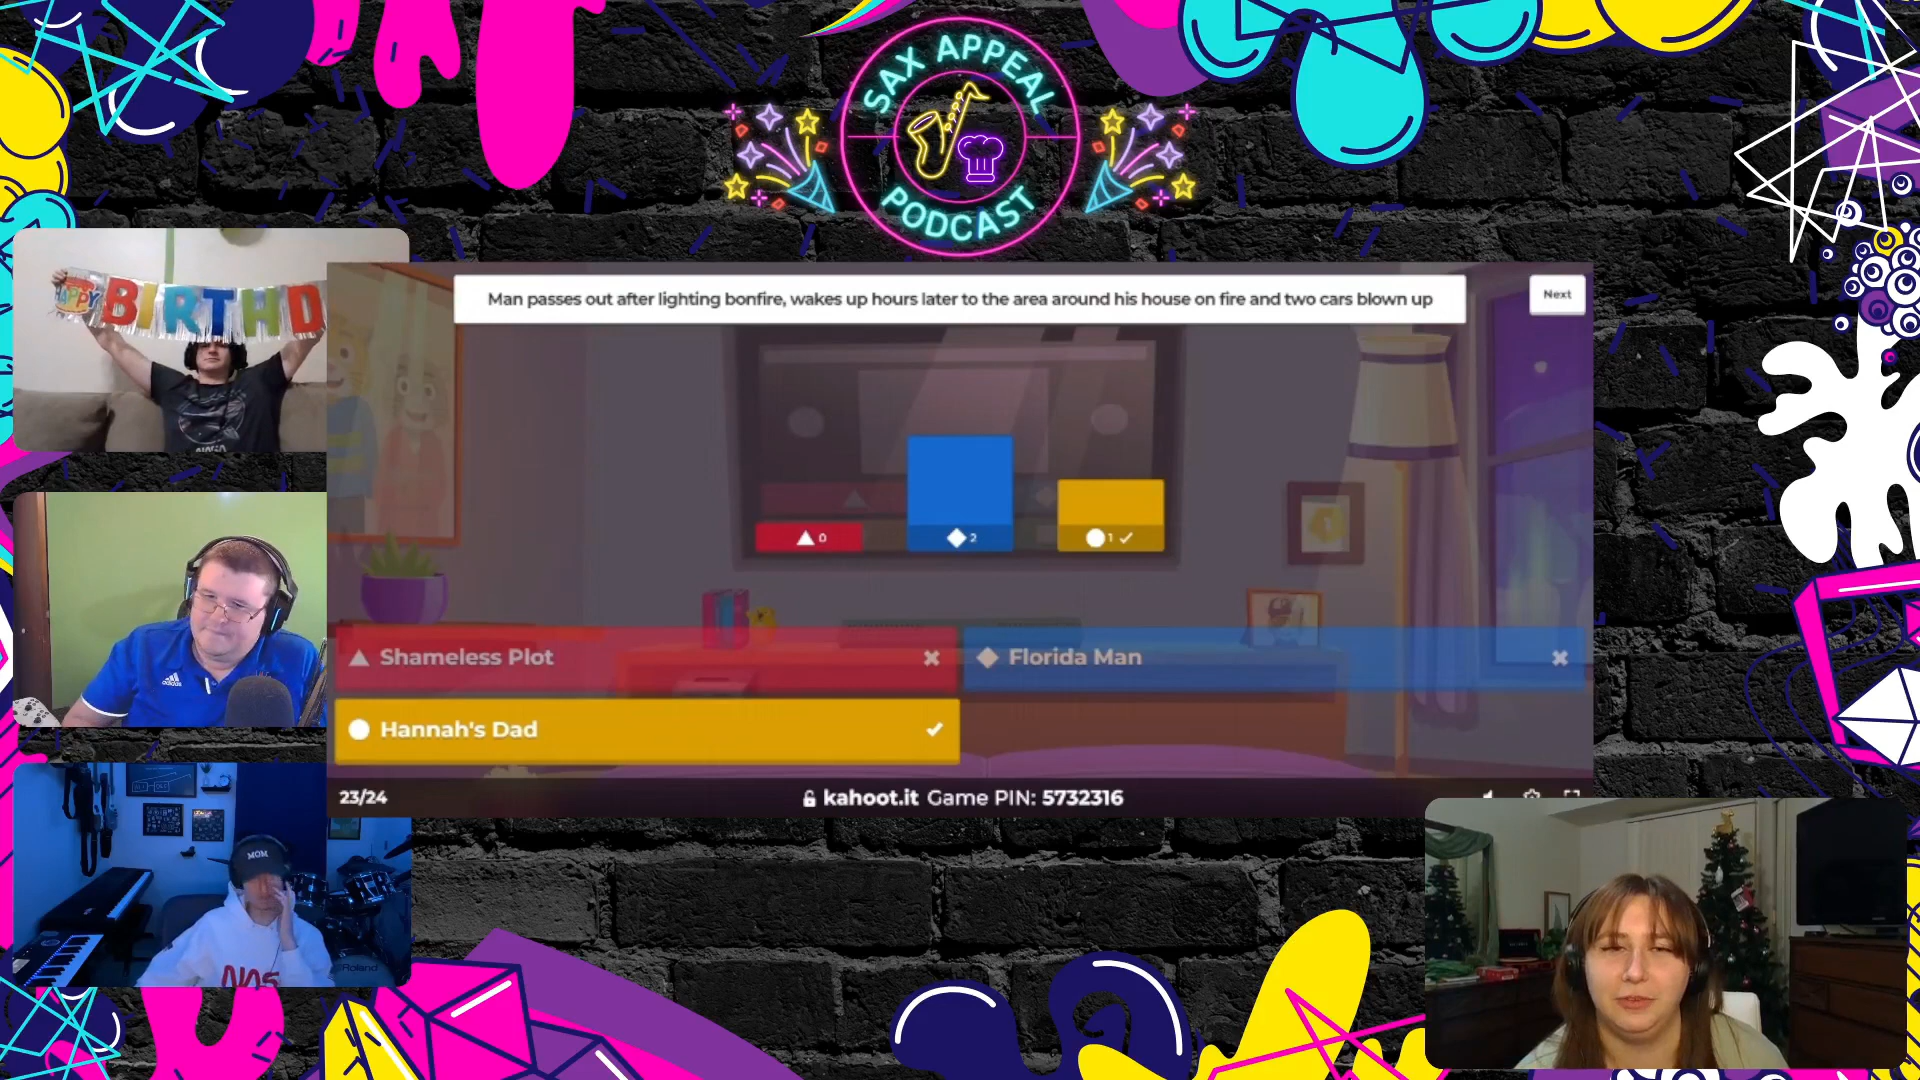 SAX APPEAL
PODCAST
HAPPY
BIRTHD
Man passes out after lighting bonfire, wakes up hours later to the area around his house on fire and two cars blown up
Next
0
2
1
Shameless Plot
Florida Man
Hannah's Dad
23/24
kahoot.it Game PIN: 5732316
adidas
MOM
Roland